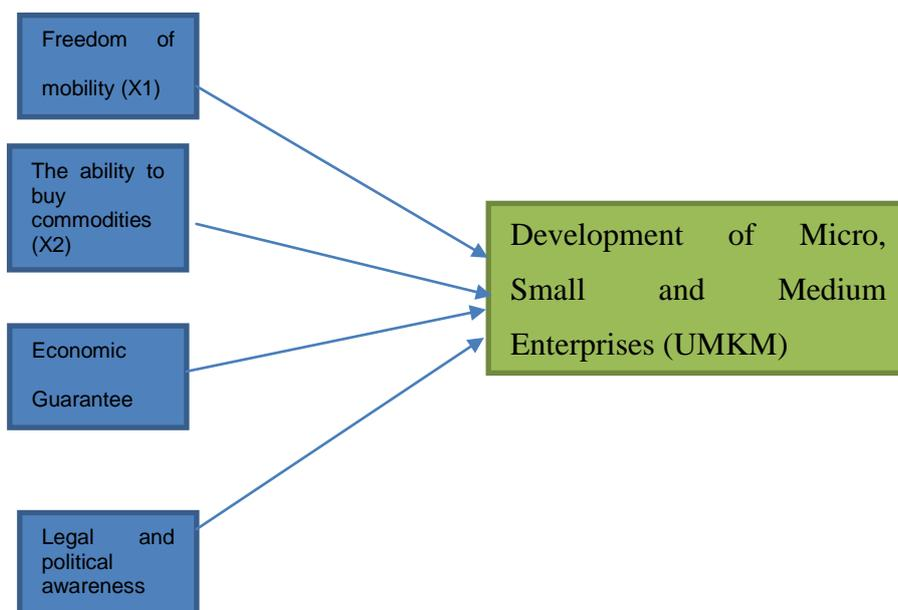 Freedom of
mobility (X1)
The ability to
buy
commodities
(X2)
Economic
Guarantee
Legal and
political
awareness
Development of Micro,
Small and Medium
Enterprises (UMKM)